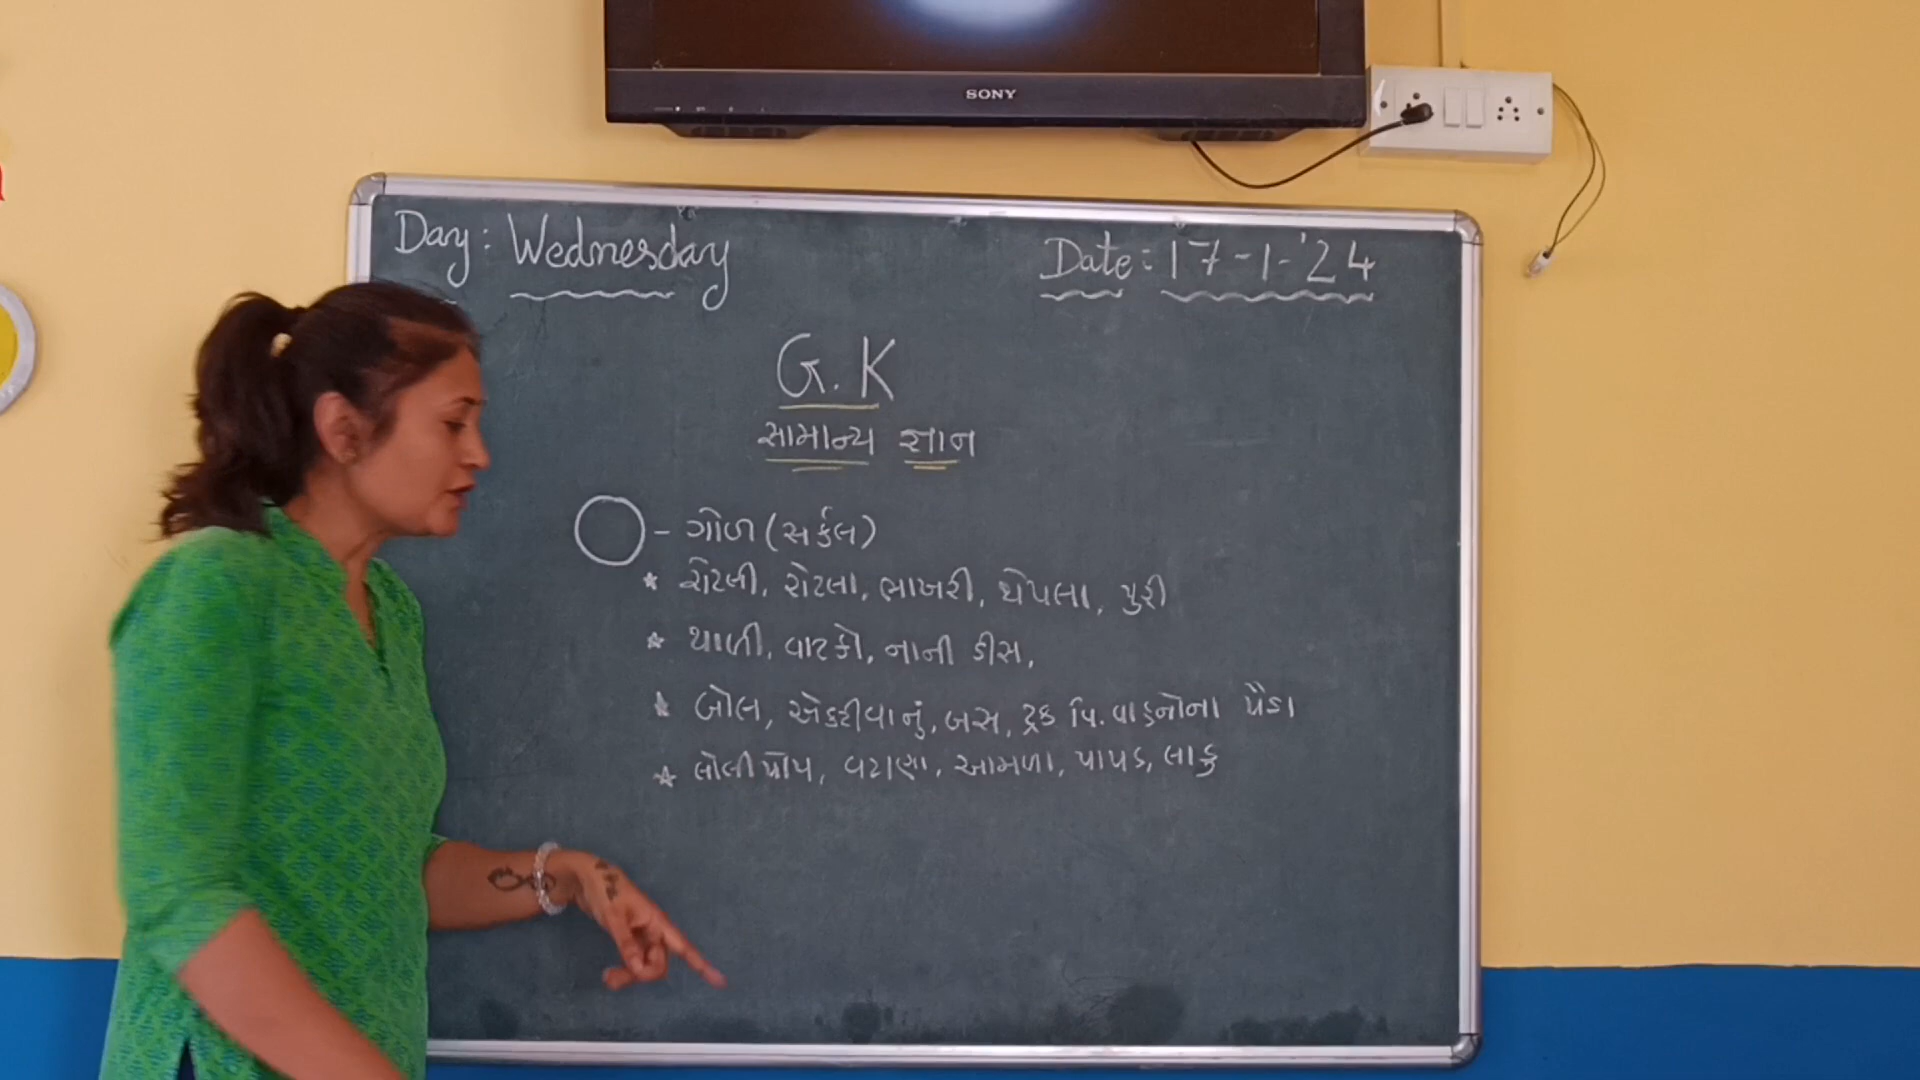 SONY
Day: Wednesday Date: 17-1-'24
G.K
સામાન્ય જ્ઞાન
- ગોળ (સર્કલ)
* રોટલી, રોટલા, ભાખરી, થેપલા, પુરી
* થાળી, વાટકો, નાની ડીસ,
* બોલ, બસ, ટ્રક વિ. વાહનોના પૈડા
* લોલીપોપ, વટાણા, આમળા, પાપડ, લાડુ